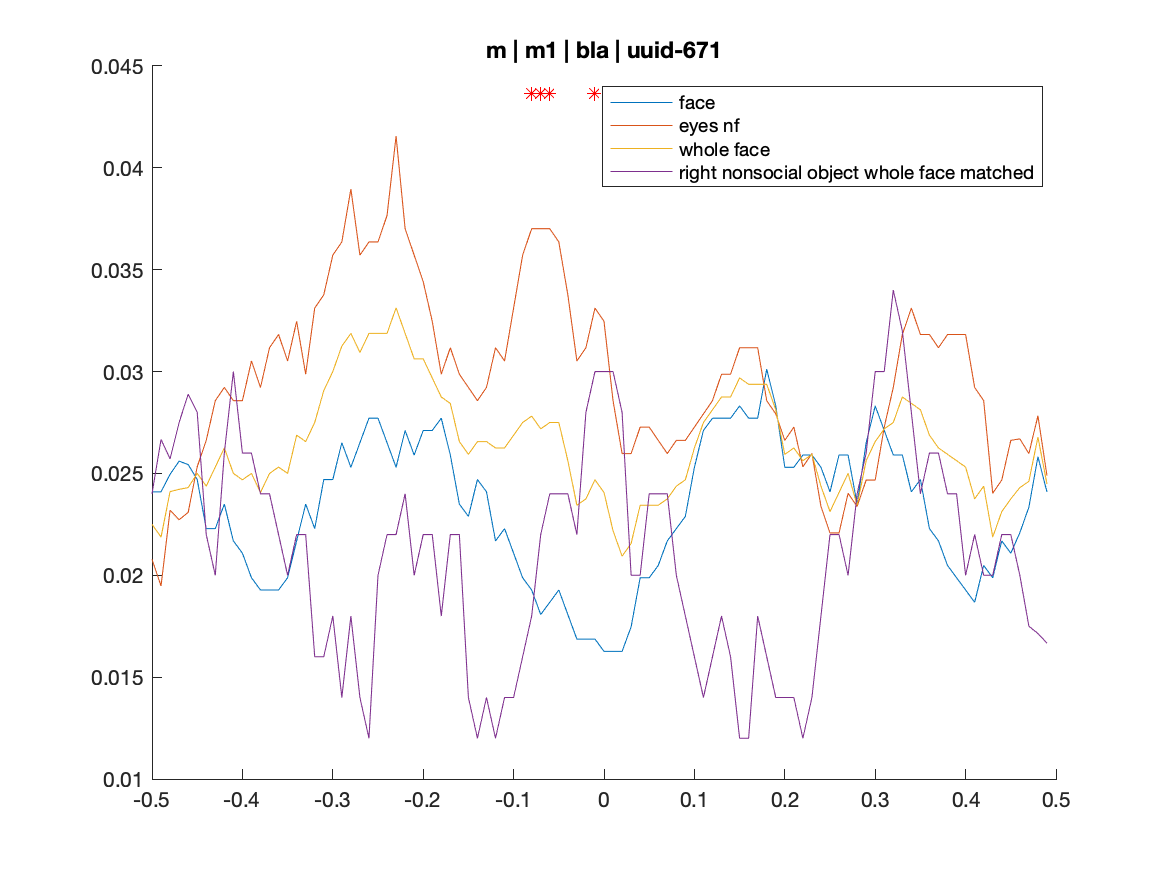 m | m1 | bla | uuid-671
0.045
0.04
0.035
0.03
0.025
0.02
0.015
0.01
face
eyes nf
whole face
right nonsocial object whole face matched
-0.5 -0.4 -0.3 -0.2 -0.1 0 0.1 0.2 0.3 0.4 0.5